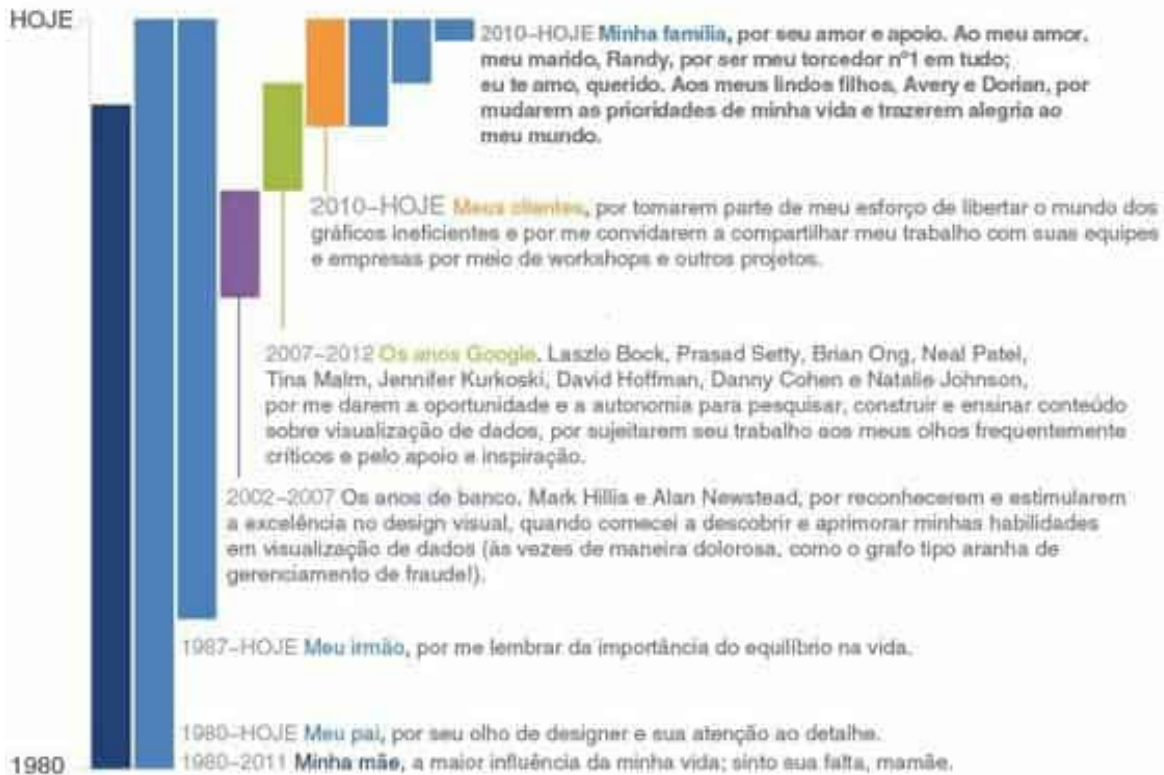 HOJE
2010–HOJE Minha família, por seu amor e apoio. Ao meu amor,
meu marido, Randy, por ser meu torcedor nº1 em tudo;
eu te amo, querido. Aos meus lindos filhos, Avery e Dorian, por
mudarem as prioridades de minha vida e trazerem alegria ao
meu mundo.
2010–HOJE Meus clientes, por tomarem parte de meu esforço de libertar o mundo dos
gráficos ineficientes e por me convidarem a compartilhar meu trabalho com suas equipes
e empresas por meio de workshops e outros projetos.
2007–2012 Os anos Google. Laszlo Bock, Prasad Setty, Brian Ong, Neal Patel,
Tina Malm, Jennifer Kurkoski, David Hoffman, Danny Cohen e Natalie Johnson,
por me darem a oportunidade e a autonomia para pesquisar, construir e ensinar conteúdo
sobre visualização de dados, por sujeitarem seu trabalho aos meus olhos frequentemente
críticos e pelo apoio e inspiração.
2002–2007 Os anos de banco. Mark Hillis e Alan Newstead, por reconhecerem e estimularem
a excelência no design visual, quando comecei a descobrir e aprimorar minhas habilidades
em visualização de dados (às vezes de maneira dolorosa, como o grafo tipo aranha de
gerenciamento de fraude!).
1987–HOJE Meu irmão, por me lembrar da importância do equilíbrio na vida.
1980–HOJE Meu pai, por seu olho de designer e sua atenção ao detalhe.
1980
1980–2011 Minha mãe, a maior influência da minha vida; sinto sua falta, mamãe.